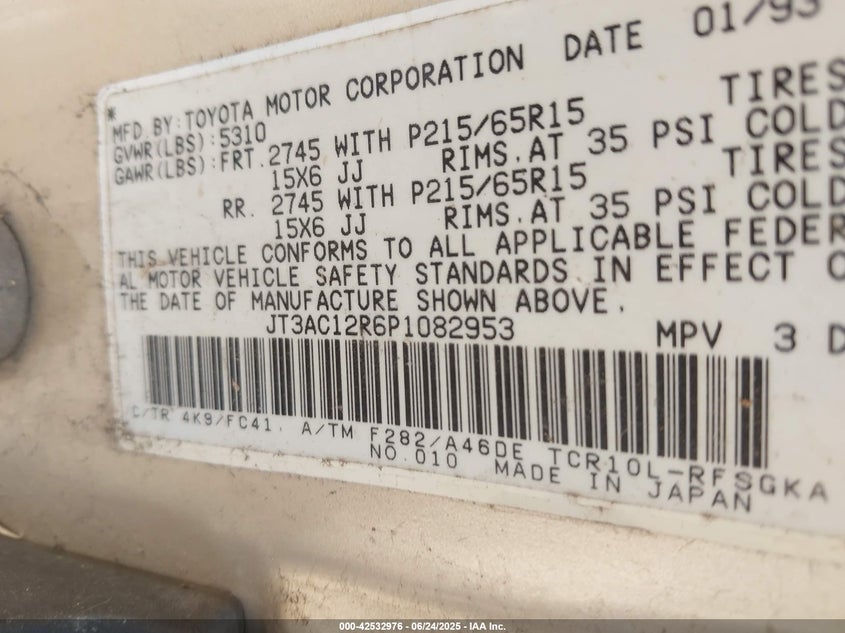 *
MFD.BY:TOYOTA MOTOR CORPORATION DATE 01/93
GVWR(LBS):5310
GAWR(LBS):FRT.2745 WITH P215/65R15 TIRES
15X6 JJ RIMS.AT 35 PSI COLD
RR. 2745 WITH P215/65R15 TIRES
15X6 JJ RIMS.AT 35 PSI COLD
THIS VEHICLE CONFORMS TO ALL APPLICABLE FEDER
AL MOTOR VEHICLE SAFETY STANDARDS IN EFFECT O
THE DATE OF MANUFACTURE SHOWN ABOVE.
JT3AC12R6P1082953 MPV 3 D
C/TR 4K9/FC41. A/TM F282/A46DE TCR10L-RFSGKA
NO.010 MADE IN JAPAN
000-42532976 - 06/24/2025 - IAA Inc.